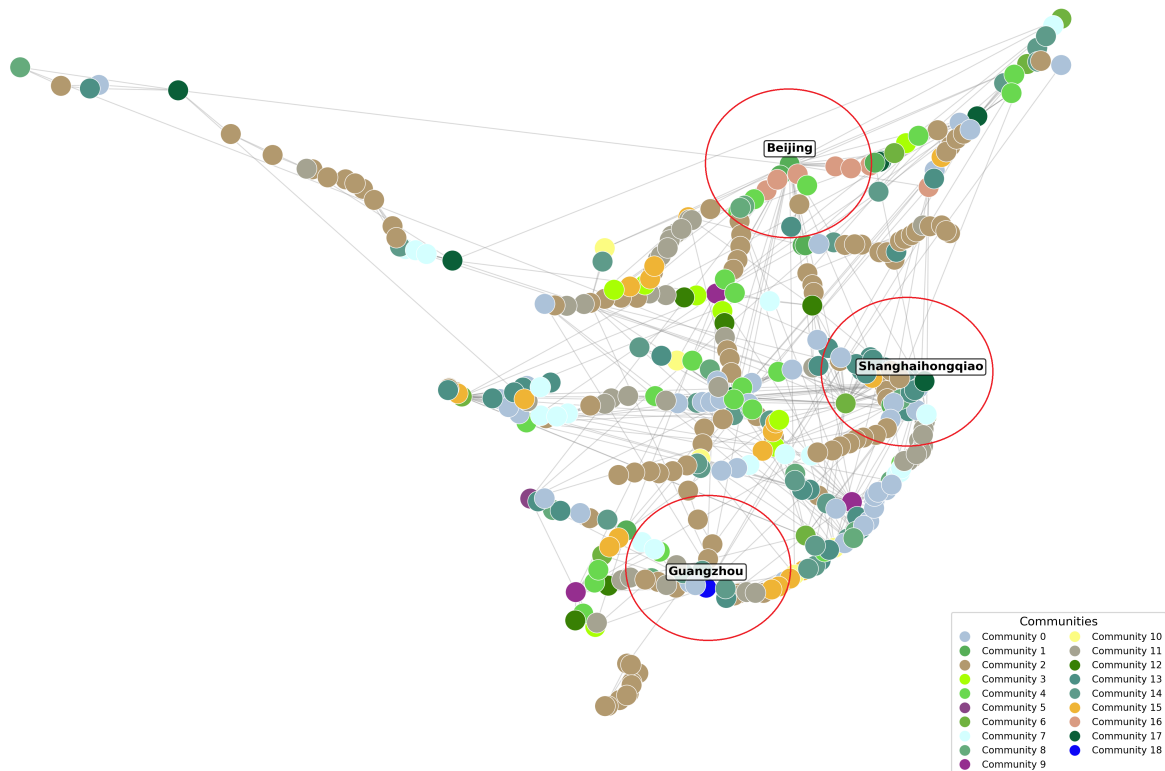 Beijing
Shanghaihongqiao
Guangzhou
Communities
Community 0
Community 1
Community 2
Community 3
Community 4
Community 5
Community 6
Community 7
Community 8
Community 9
Community 10
Community 11
Community 12
Community 13
Community 14
Community 15
Community 16
Community 17
Community 18